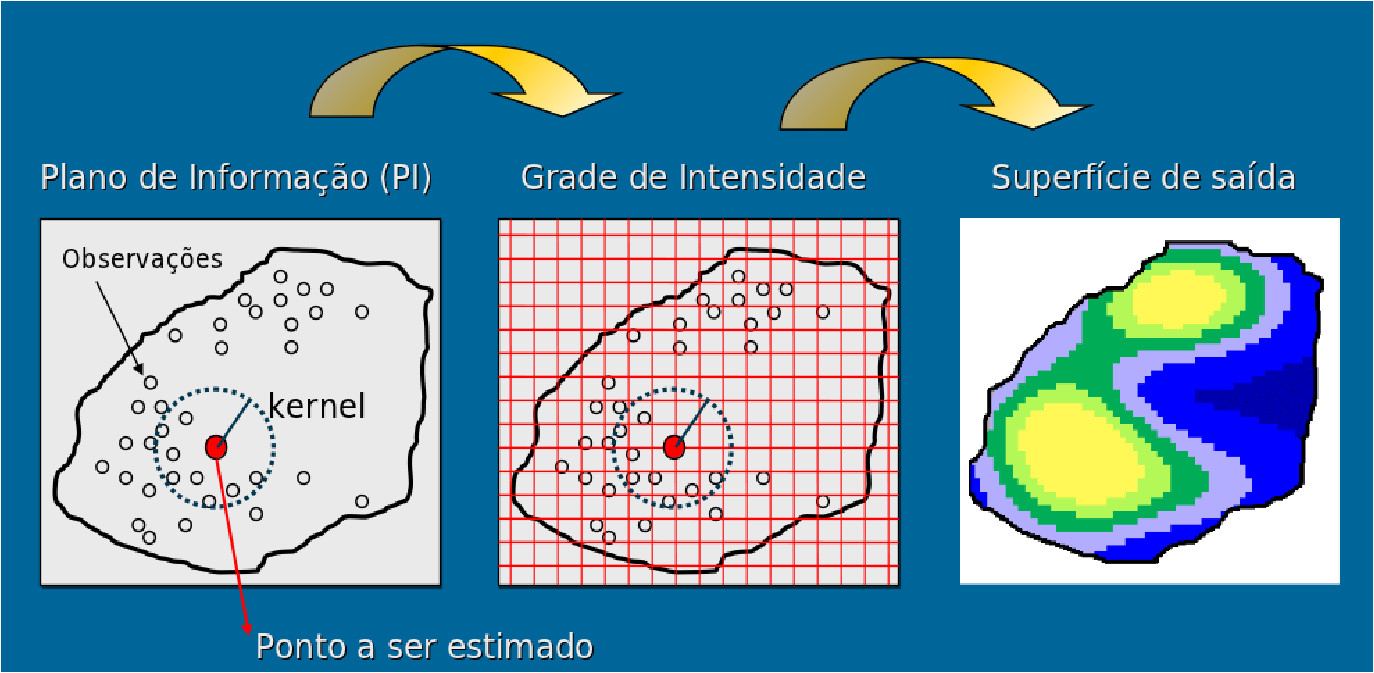 Plano de Informação (PI)
Grade de Intensidade
Superfície de saída
Observações
kernel
Ponto a ser estimado